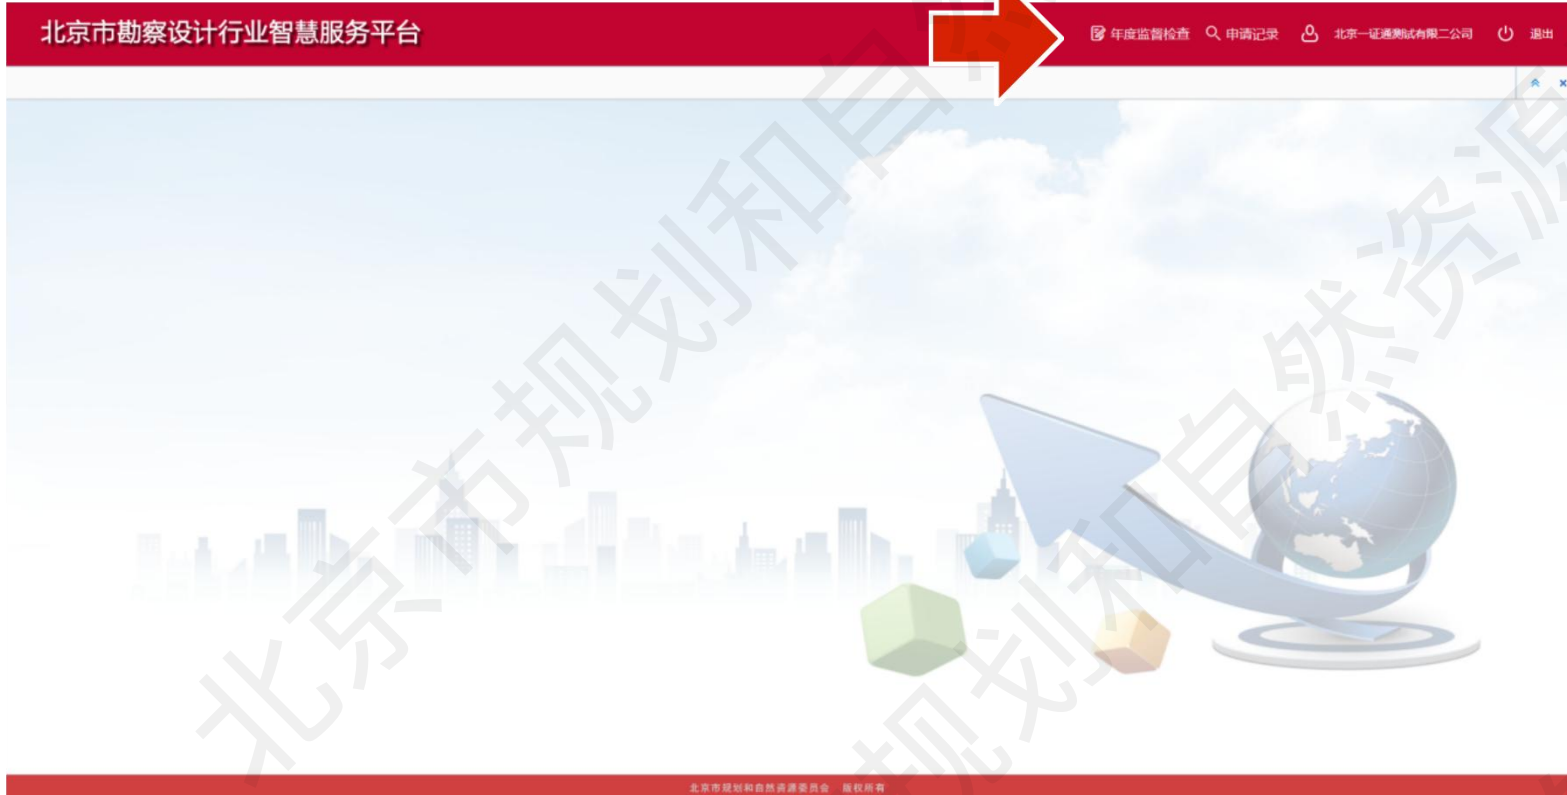 北京市勘察设计行业智慧服务平台
年度监督检查 申请记录 北京一证通测试有限二公司 退出
北京市规划和自然资源委员会 版权所有
北京市规划和自然资源
规划和自然资源